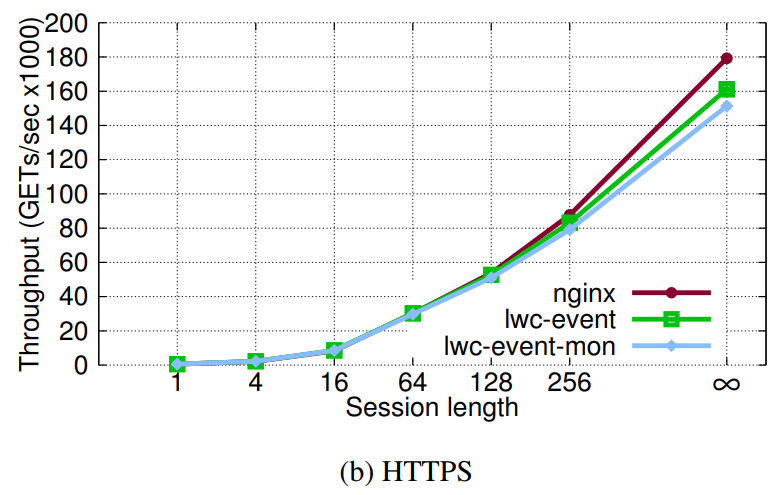 Throughput (GETs/sec x1000)
200
180
160
140
120
100
80
60
40
20
0
nginx
lwc-event
lwc-event-mon
1 4 16 64 128 256 ∞
Session length
(b) HTTPS